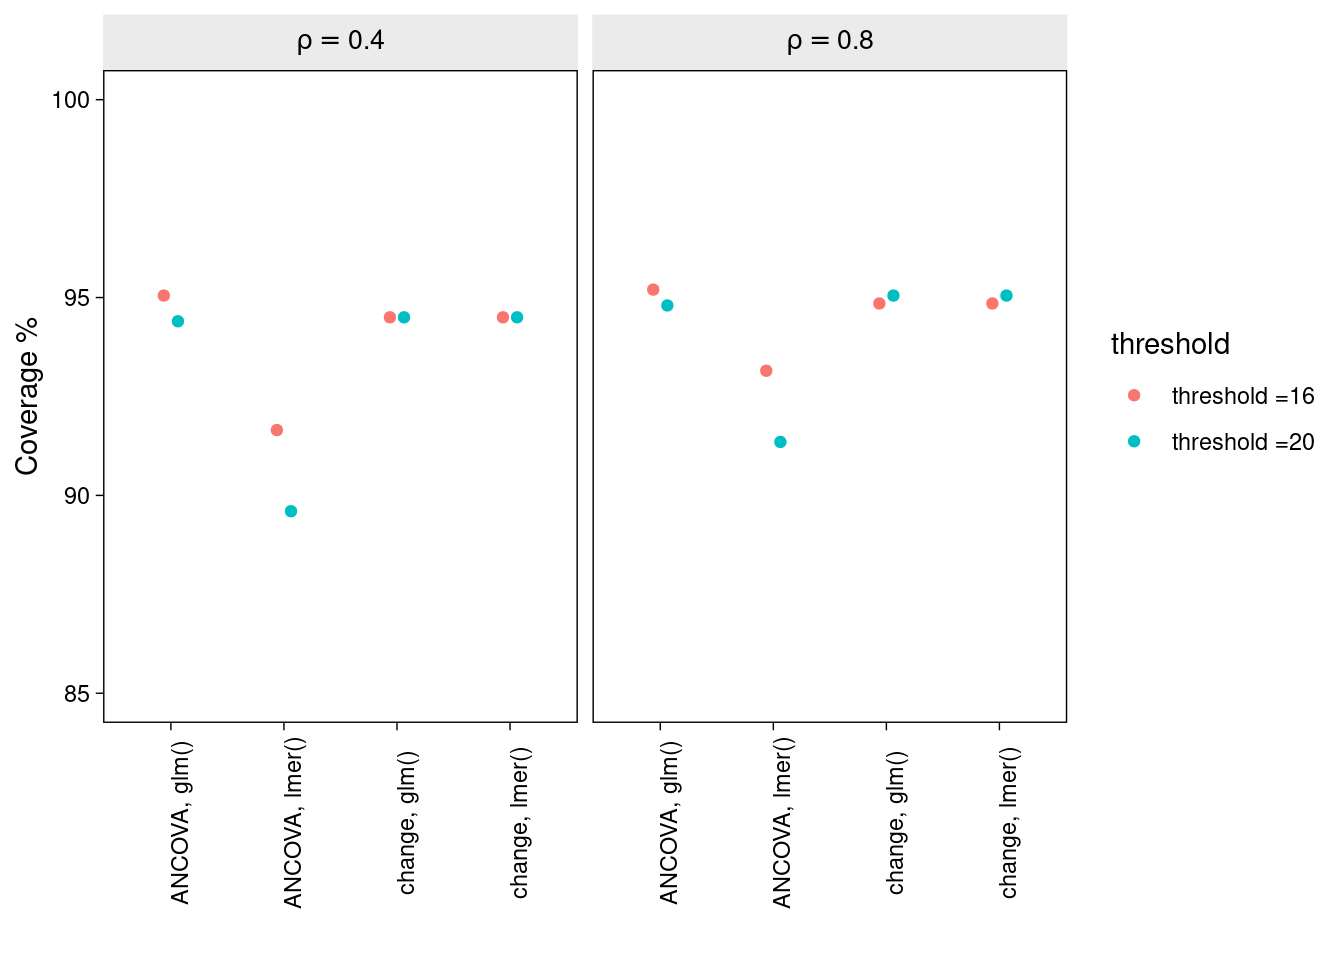 ρ = 0.4
ρ = 0.8
100
95
90
85
Coverage %
ANCOVA, glm()
ANCOVA, lmer()
change, glm()
change, lmer()
ANCOVA, glm()
ANCOVA, lmer()
change, glm()
change, lmer()
threshold
threshold =16
threshold =20